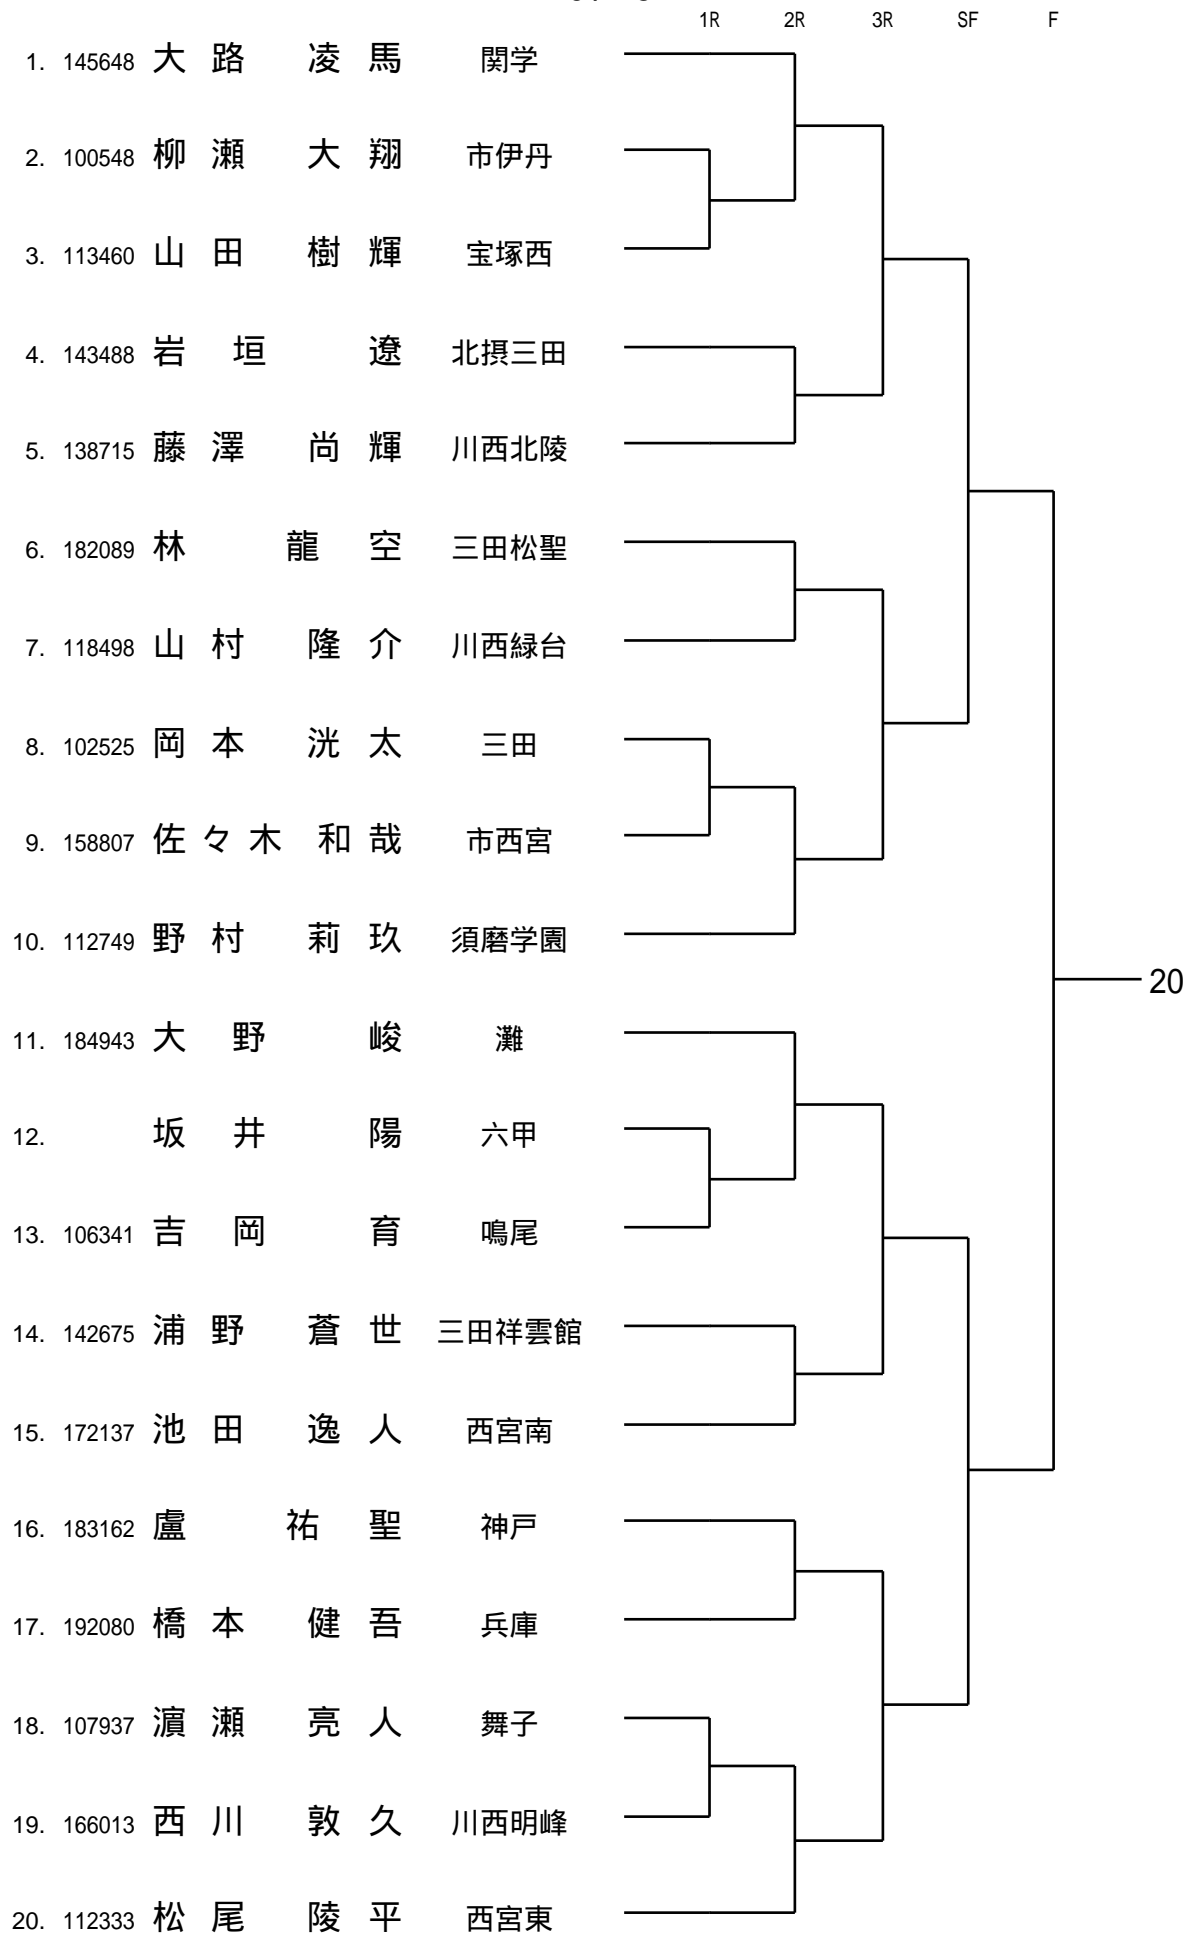 1R 2R 3R SF F
1. 145648 大路 凌馬 関学
2. 100548 柳瀬 大翔 市伊丹
3. 113460 山田 樹輝 宝塚西
4. 143488 岩垣 遼 北摂三田
5. 138715 藤澤 尚輝 川西北陵
6. 182089 林 龍空 三田松聖
7. 118498 山村 隆介 川西緑台
8. 102525 岡本 洸太 三田
9. 158807 佐々木 和哉 市西宮
10. 112749 野村 莉玖 須磨学園
20
11. 184943 大野 峻 灘
12. 坂井 陽 六甲
13. 106341 吉岡 育 鳴尾
14. 142675 浦野 蒼世 三田祥雲館
15. 172137 池田 逸人 西宮南
16. 183162 盧 祐聖 神戸
17. 192080 橋本 健吾 兵庫
18. 107937 濵瀬 亮人 舞子
19. 166013 西川 敦久 川西明峰
20. 112333 松尾 陵平 西宮東